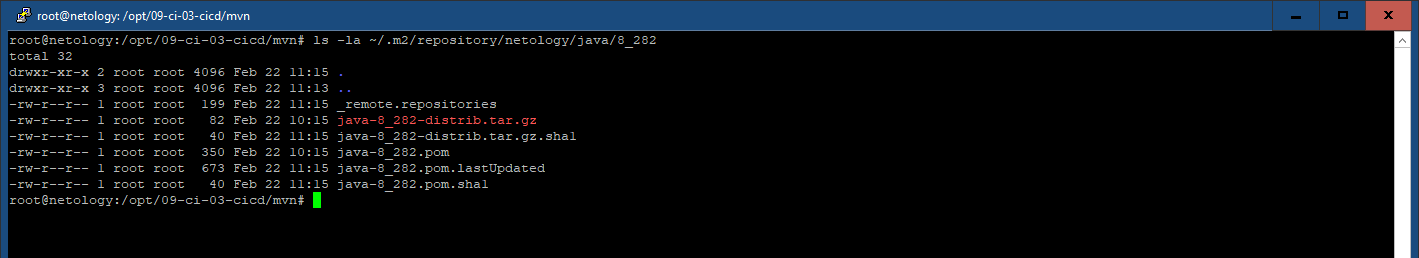 root@netology: /opt/09-ci-03-cicd/mvn
root@netology:/opt/09-ci-03-cicd/mvn# ls -la ~/.m2/repository/netology/java/8_282
total 32
drwxr-xr-x 2 root root 4096 Feb 22 11:15 .
drwxr-xr-x 3 root root 4096 Feb 22 11:13 ..
-rw-r--r-- 1 root root  199 Feb 22 11:15 _remote.repositories
-rw-r--r-- 1 root root   82 Feb 22 10:15 java-8_282-distrib.tar.gz
-rw-r--r-- 1 root root   40 Feb 22 11:15 java-8_282-distrib.tar.gz.sha1
-rw-r--r-- 1 root root  350 Feb 22 10:15 java-8_282.pom
-rw-r--r-- 1 root root  673 Feb 22 11:15 java-8_282.pom.lastUpdated
-rw-r--r-- 1 root root   40 Feb 22 11:15 java-8_282.pom.sha1
root@netology:/opt/09-ci-03-cicd/mvn#